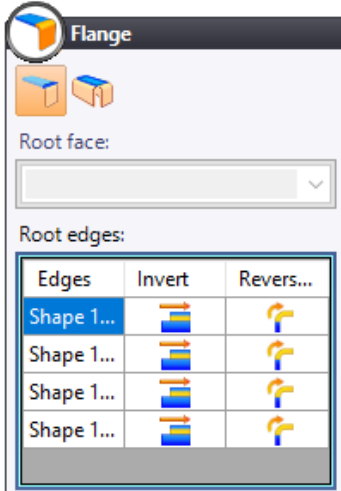 Flange
Root face:
Root edges:
Edges Invert Revers...
Shape 1...
Shape 1...
Shape 1...
Shape 1...